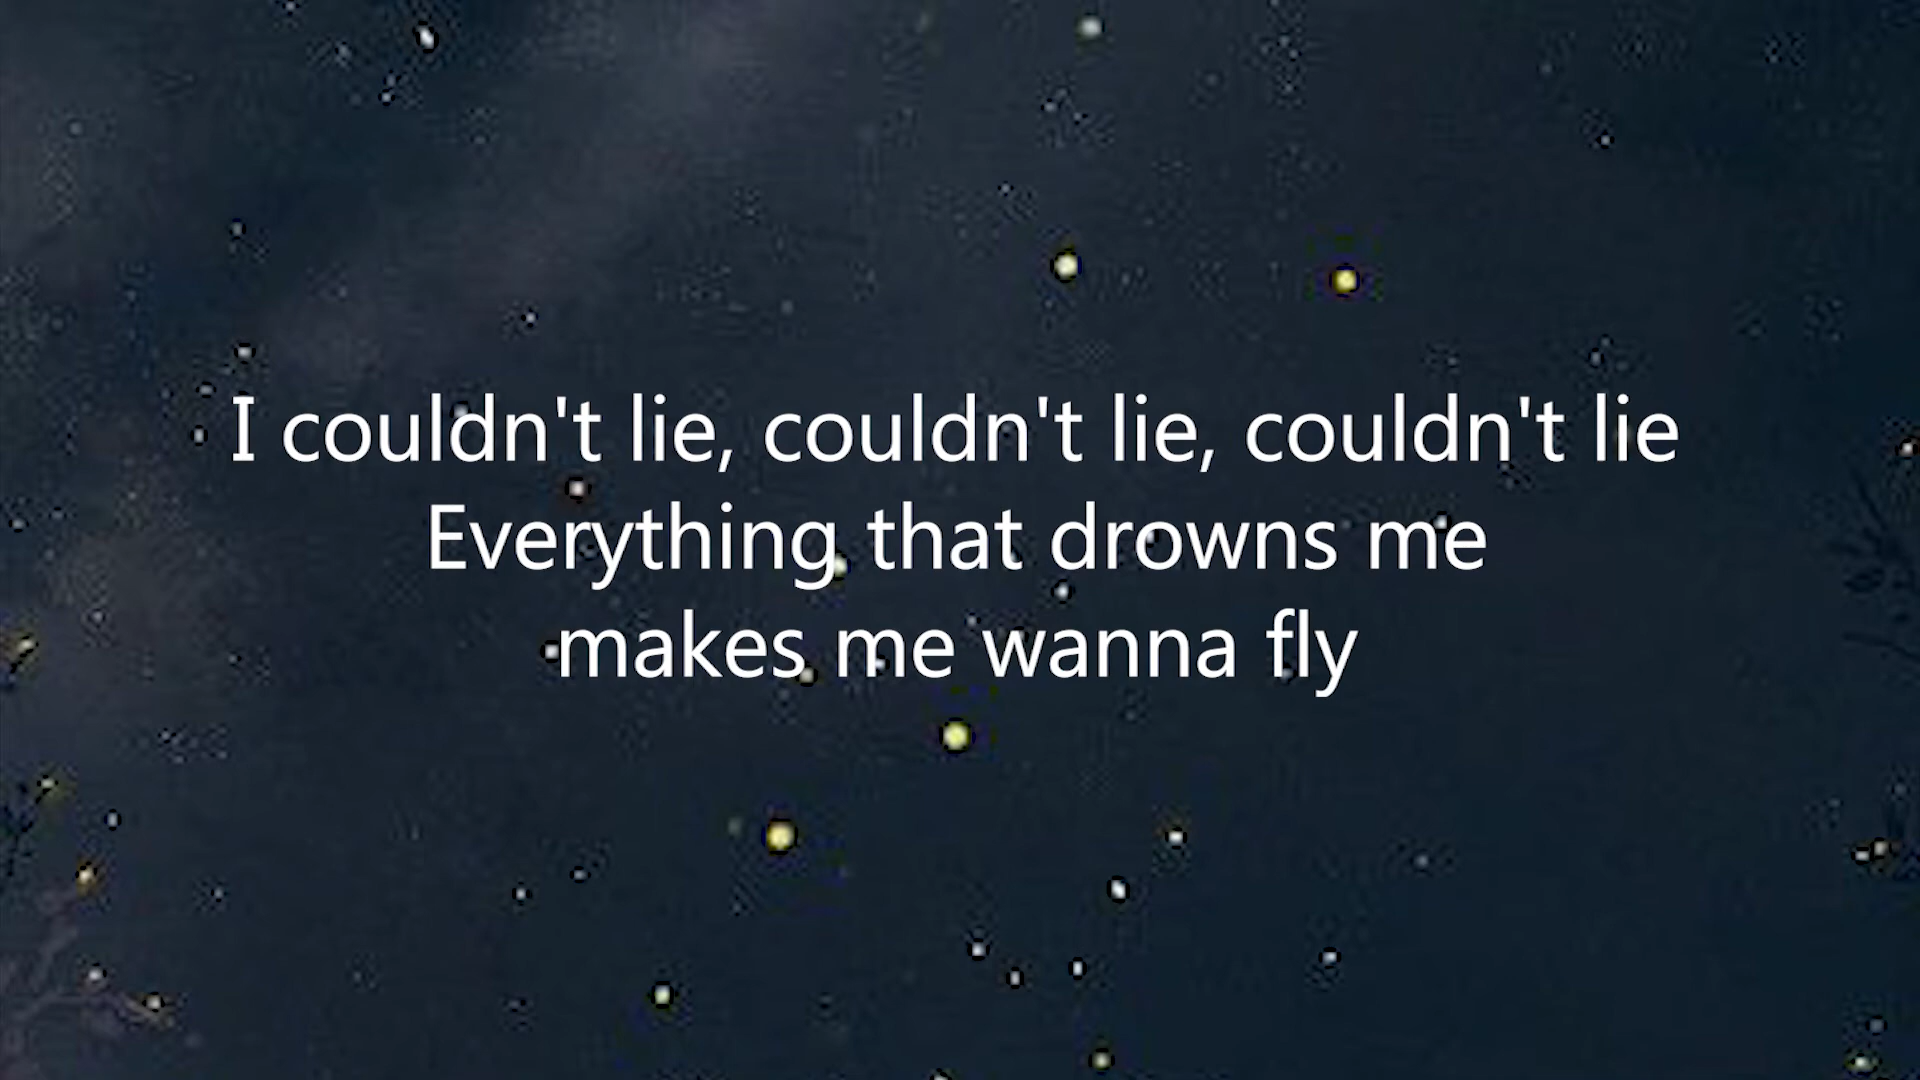 I couldn't lie, couldn't lie, couldn't lie
Everything that drowns me
makes me wanna fly